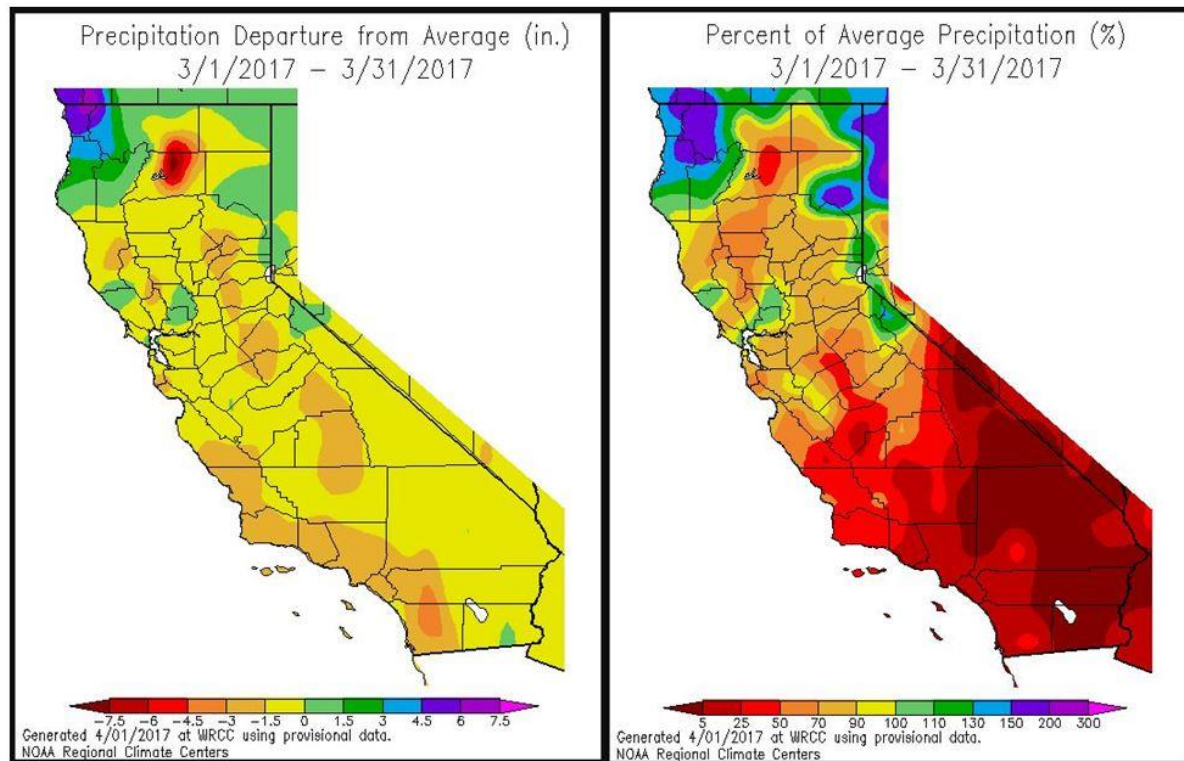 Precipitation Departure from Average (in.)
3/1/2017 – 3/31/2017
-7.5 -6 -4.5 -3 -1.5 0 1.5 3 4.5 6 7.5
Generated 4/01/2017 at WRCC using provisional data.
NOAA Regional Climate Centers
Percent of Average Precipitation (%)
3/1/2017 – 3/31/2017
5 25 50 70 90 100 110 130 150 200 300
Generated 4/01/2017 at WRCC using provisional data.
NOAA Regional Climate Centers